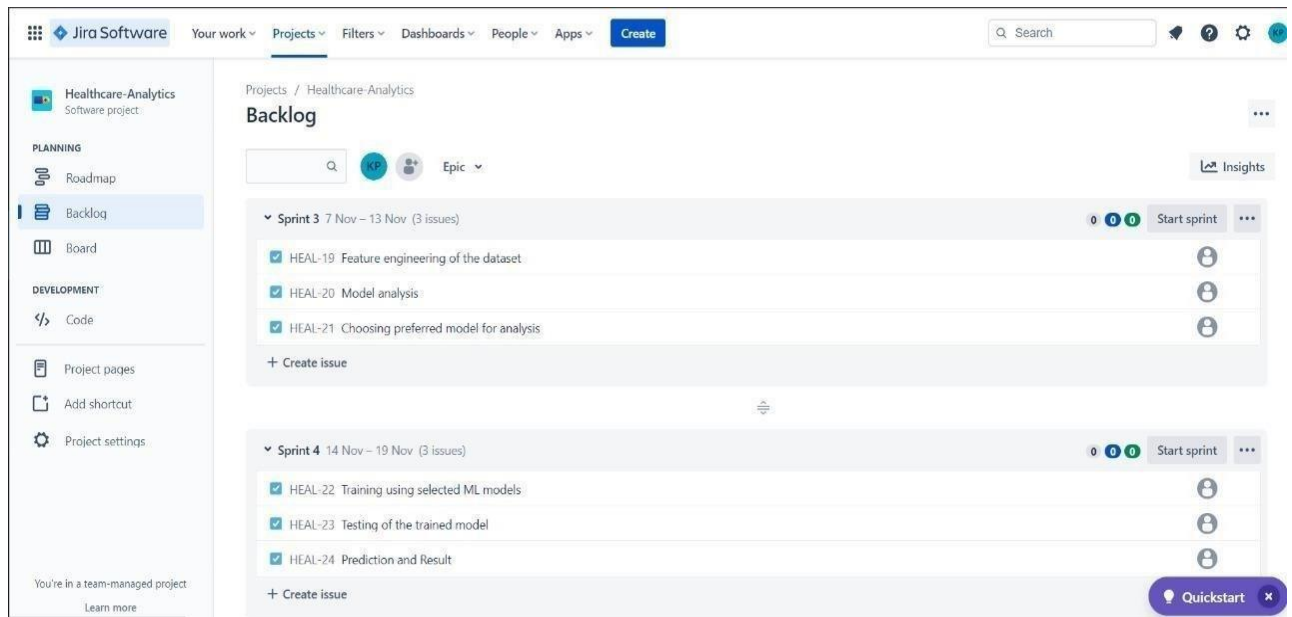 Jira Software Your work Projects Filters Dashboards People Apps Create Search KP
Healthcare-Analytics
Software project
PLANNING
Roadmap
Backlog
Board
DEVELOPMENT
Code
Project pages
Add shortcut
Project settings
You're in a team-managed project
Learn more
Projects / Healthcare-Analytics
Backlog
KP Epic Insights
Sprint 3 7 Nov – 13 Nov (3 issues) 0 0 0 Start sprint
HEAL-19 Feature engineering of the dataset
HEAL-20 Model analysis
HEAL-21 Choosing preferred model for analysis
+ Create issue
Sprint 4 14 Nov – 19 Nov (3 issues) 0 0 0 Start sprint
HEAL-22 Training using selected ML models
HEAL-23 Testing of the trained model
HEAL-24 Prediction and Result
+ Create issue
Quickstart